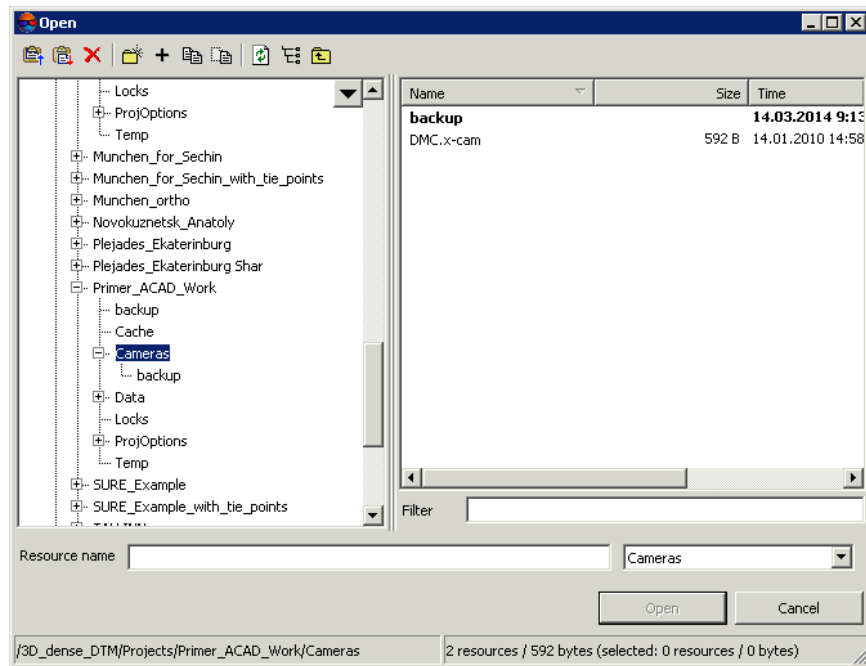 Open
Locks
ProjOptions
Temp
Munchen_for_Sechin
Munchen_for_Sechin_with_tie_points
Munchen_ortho
Novokuznetsk_Anatoly
Plejades_Ekaterinburg
Plejades_Ekaterinburg Shar
Primer_ACAD_Work
backup
Cache
Cameras
backup
Data
Locks
ProjOptions
Temp
SURE_Example
SURE_Example_with_tie_points
Name Size Time
backup 14.03.2014 9:13
DMC.x-cam 592 B 14.01.2010 14:58
Filter
Resource name Cameras
Open Cancel
/3D_dense_DTM/Projects/Primer_ACAD_Work/Cameras 2 resources / 592 bytes (selected: 0 resources / 0 bytes)